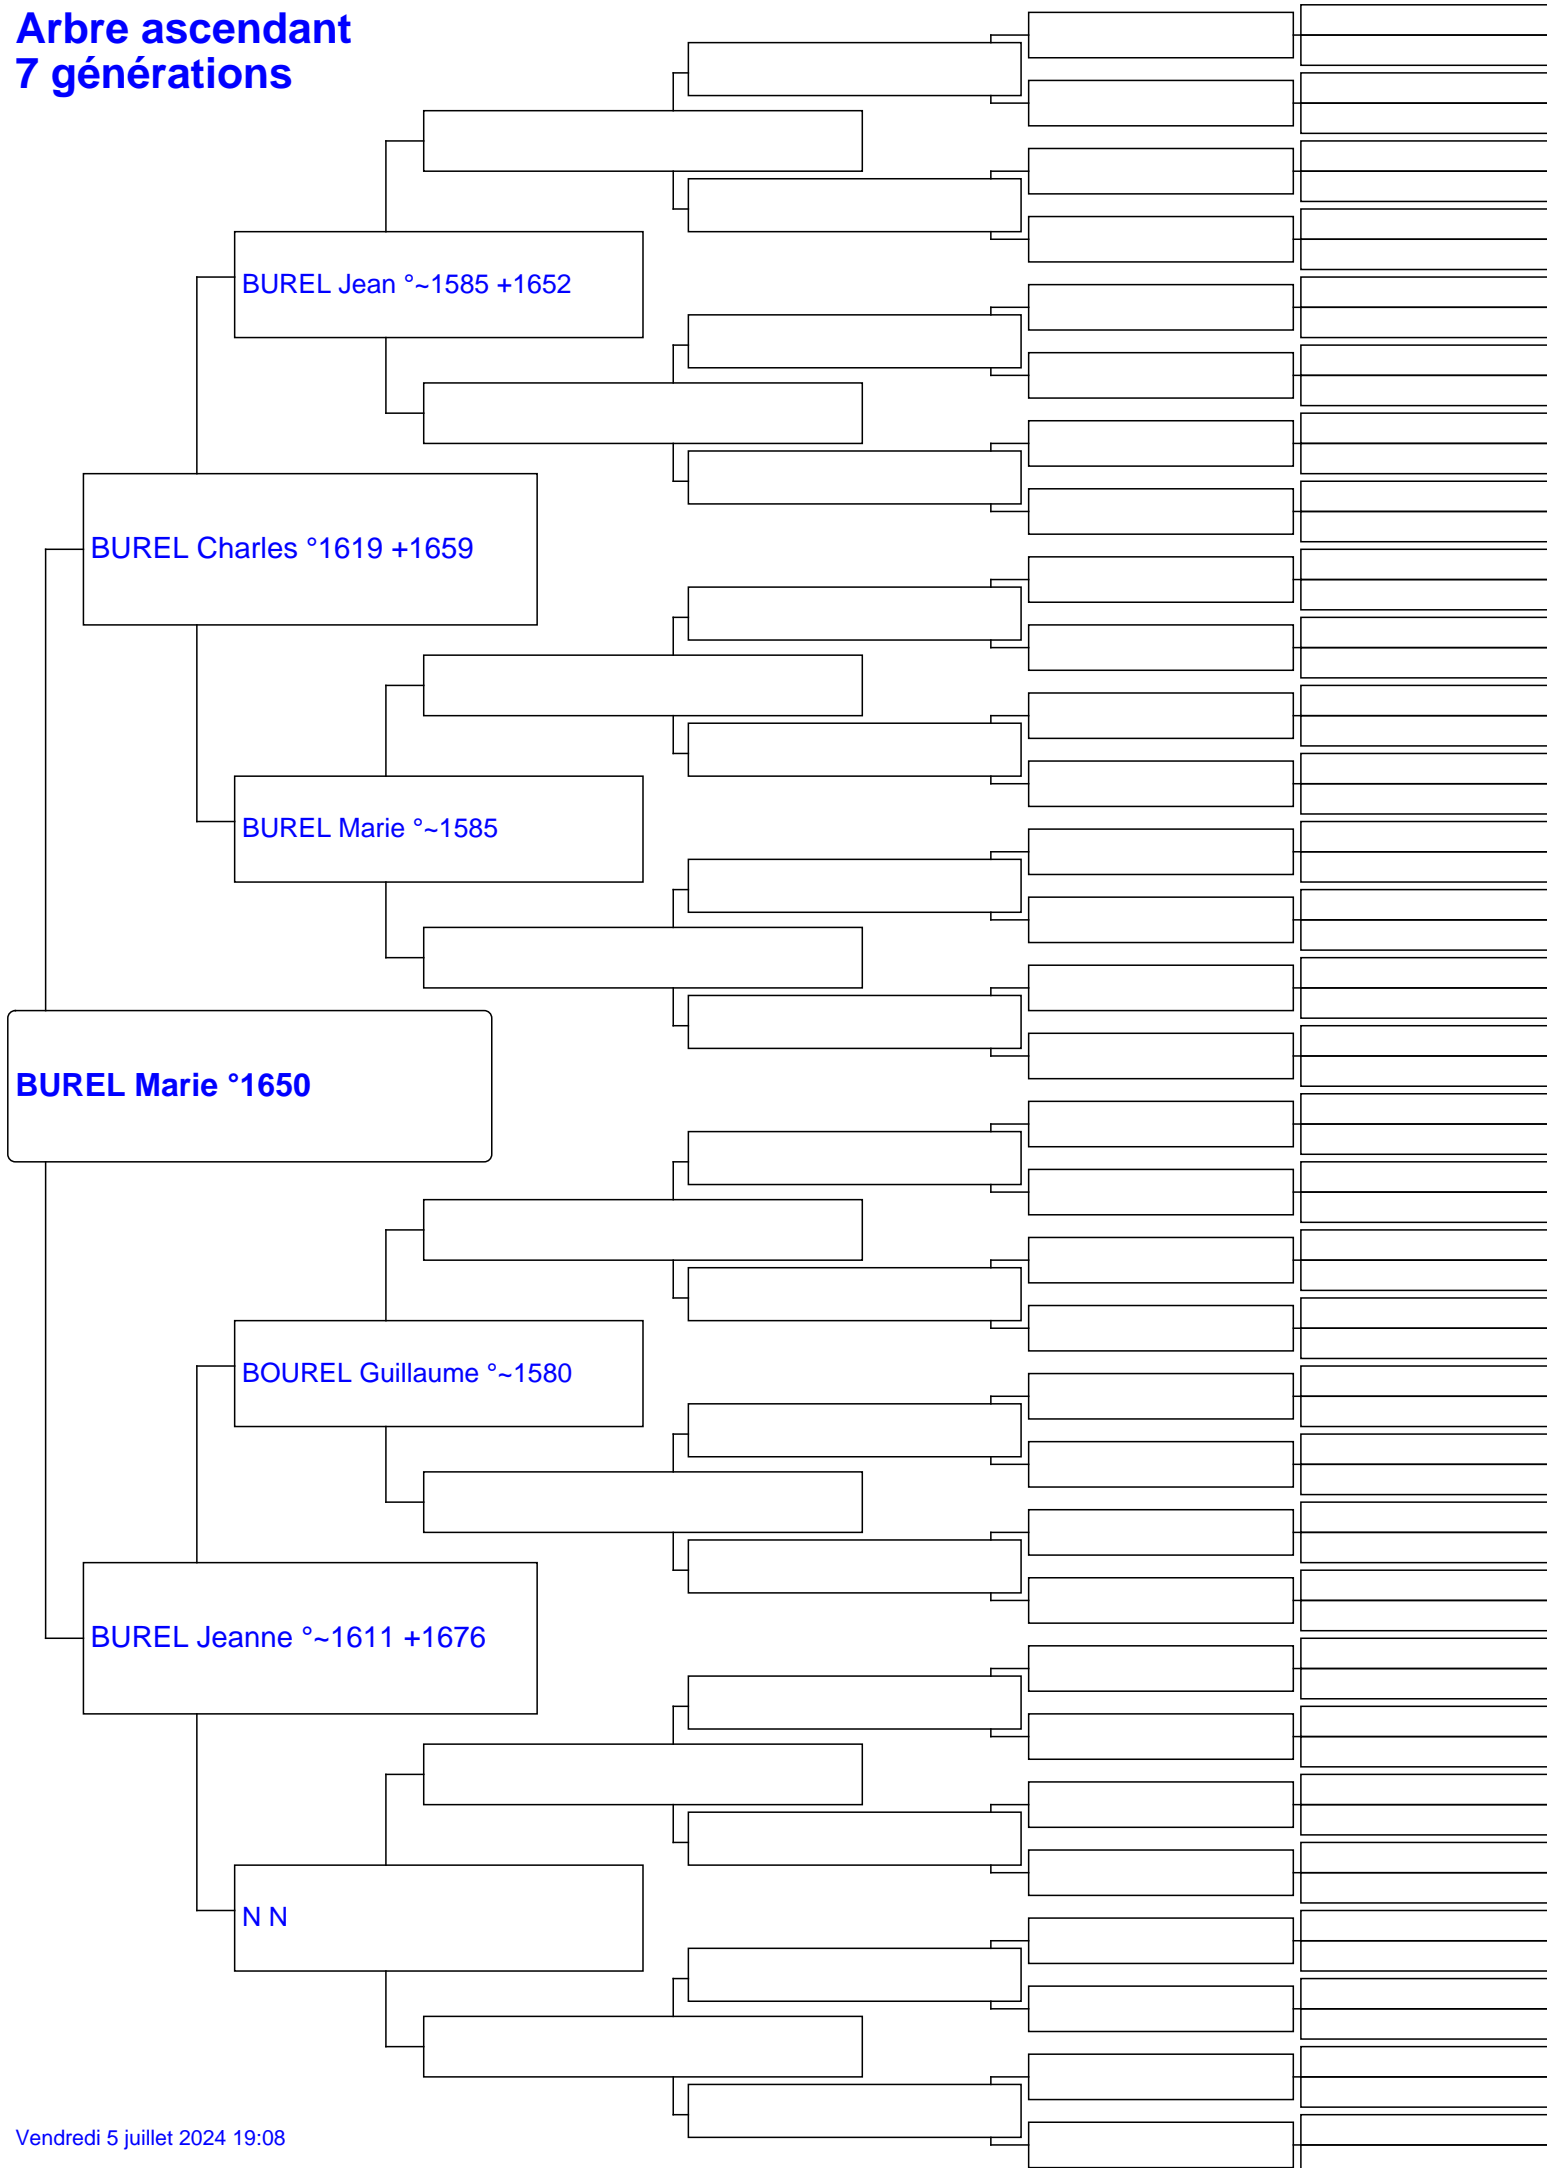 Arbre ascendant
7 générations
BUREL Jean °~1585 +1652
BUREL Charles °1619 +1659
BUREL Marie °~1585
BUREL Marie °1650
BOUREL Guillaume °~1580
BUREL Jeanne °~1611 +1676
N N
Vendredi 5 juillet 2024 19:08